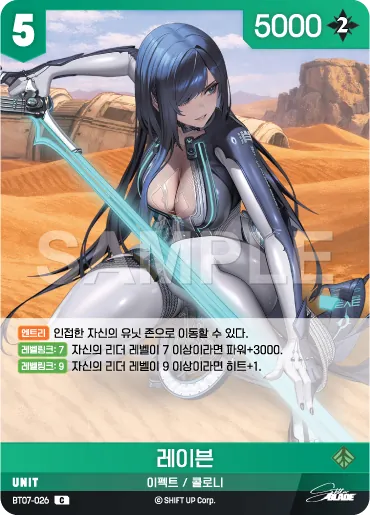 5
5000 2
SAMPLE
엔트리 인접한 자신의 유닛 존으로 이동할 수 있다.
레벨링크: 7 자신의 리더 레벨이 7 이상이라면 파워+3000.
레벨링크: 9 자신의 리더 레벨이 9 이상이라면 히트+1.
레이븐
UNIT 이펙트 / 콜로니
BT07-026 C ⓒ SHIFT UP Corp. Stellar BLADE